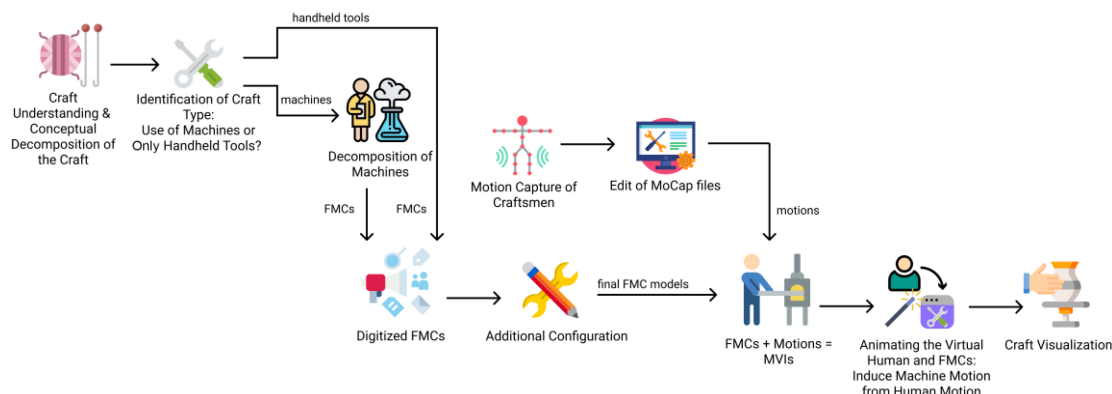 handheld tools
machines
Craft
Understanding &
Conceptual
Decomposition of
the Craft
Identification of Craft
Type:
Use of Machines or
Only Handheld Tools?
Decomposition of
Machines
FMCs
FMCs
Motion Capture of
Craftsmen
Edit of MoCap files
motions
Digitized FMCs
Additional Configuration
final FMC models
FMCs + Motions =
MVIs
Animating the Virtual
Human and FMCs:
Induce Machine Motion
from Human Motion
Craft Visualization